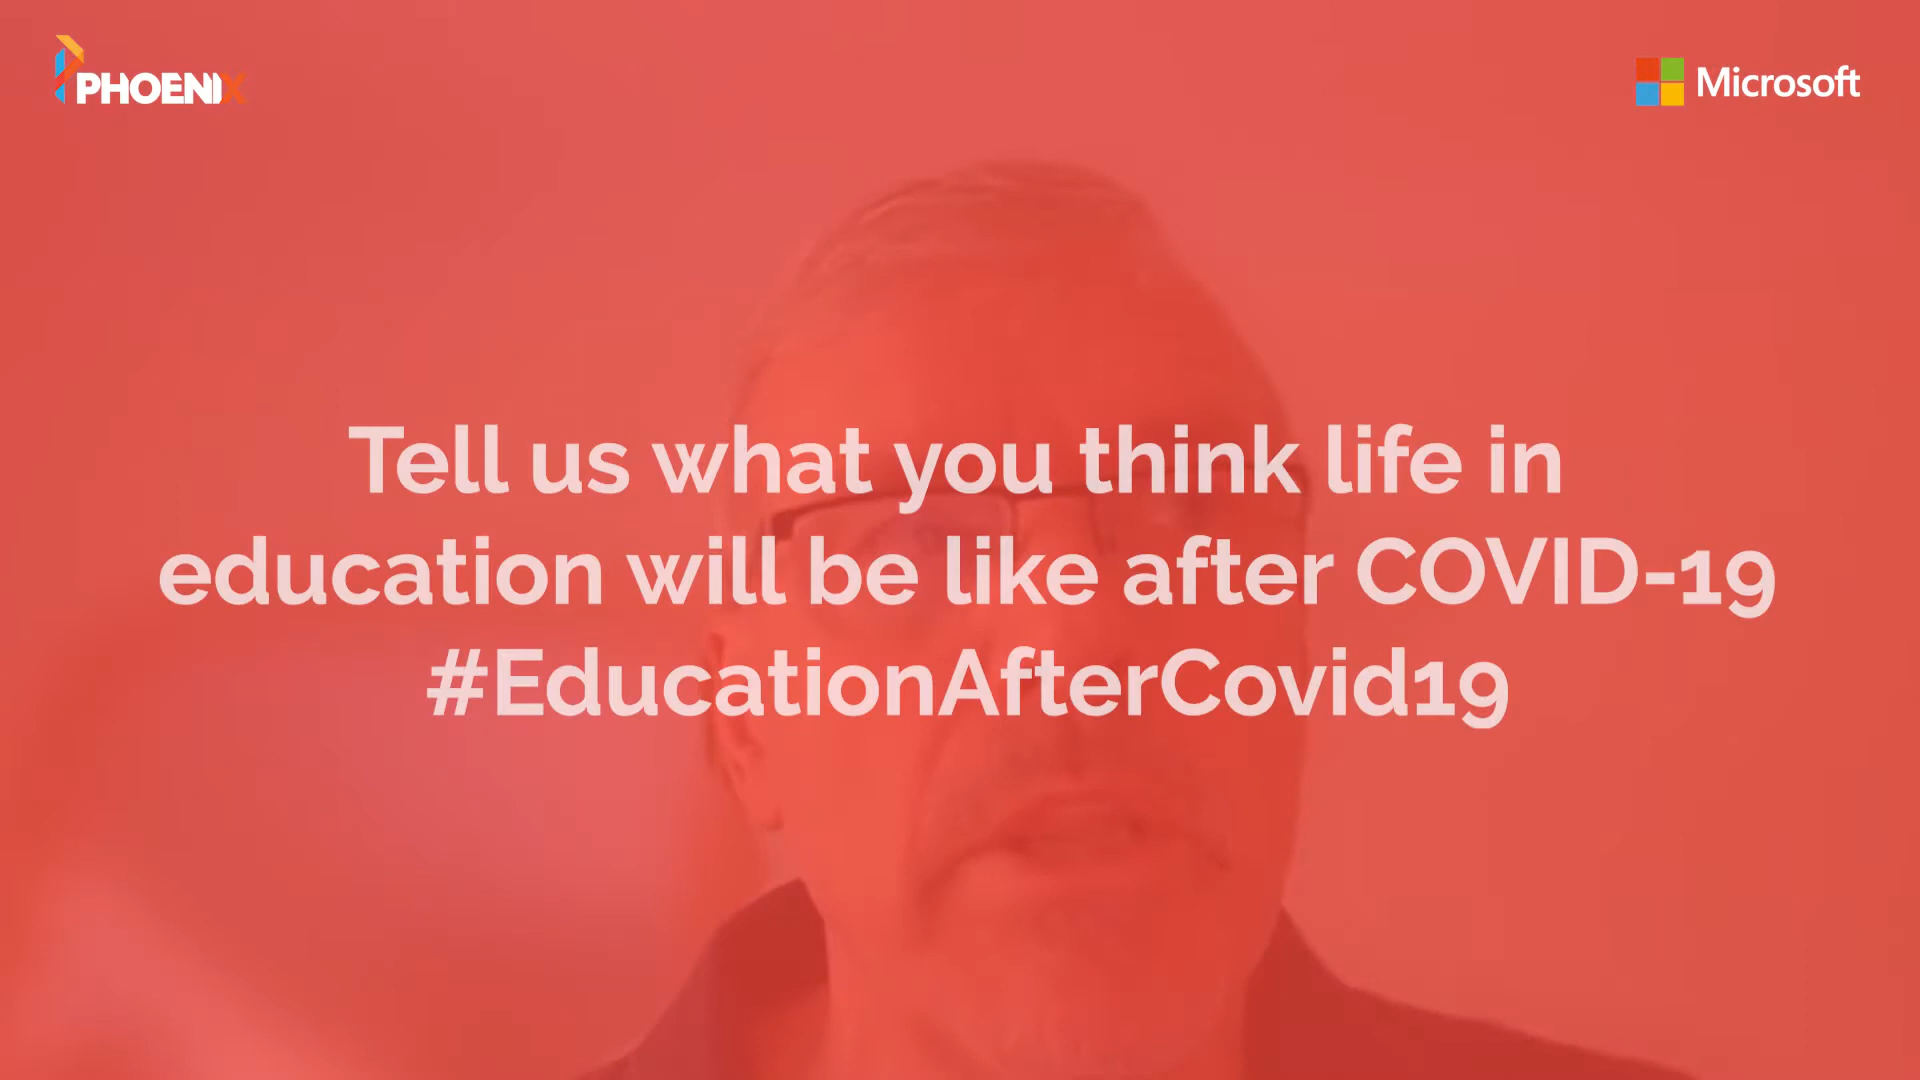 PHOENIX
Microsoft
Tell us what you think life in
education will be like after COVID-19
#EducationAfterCovid19